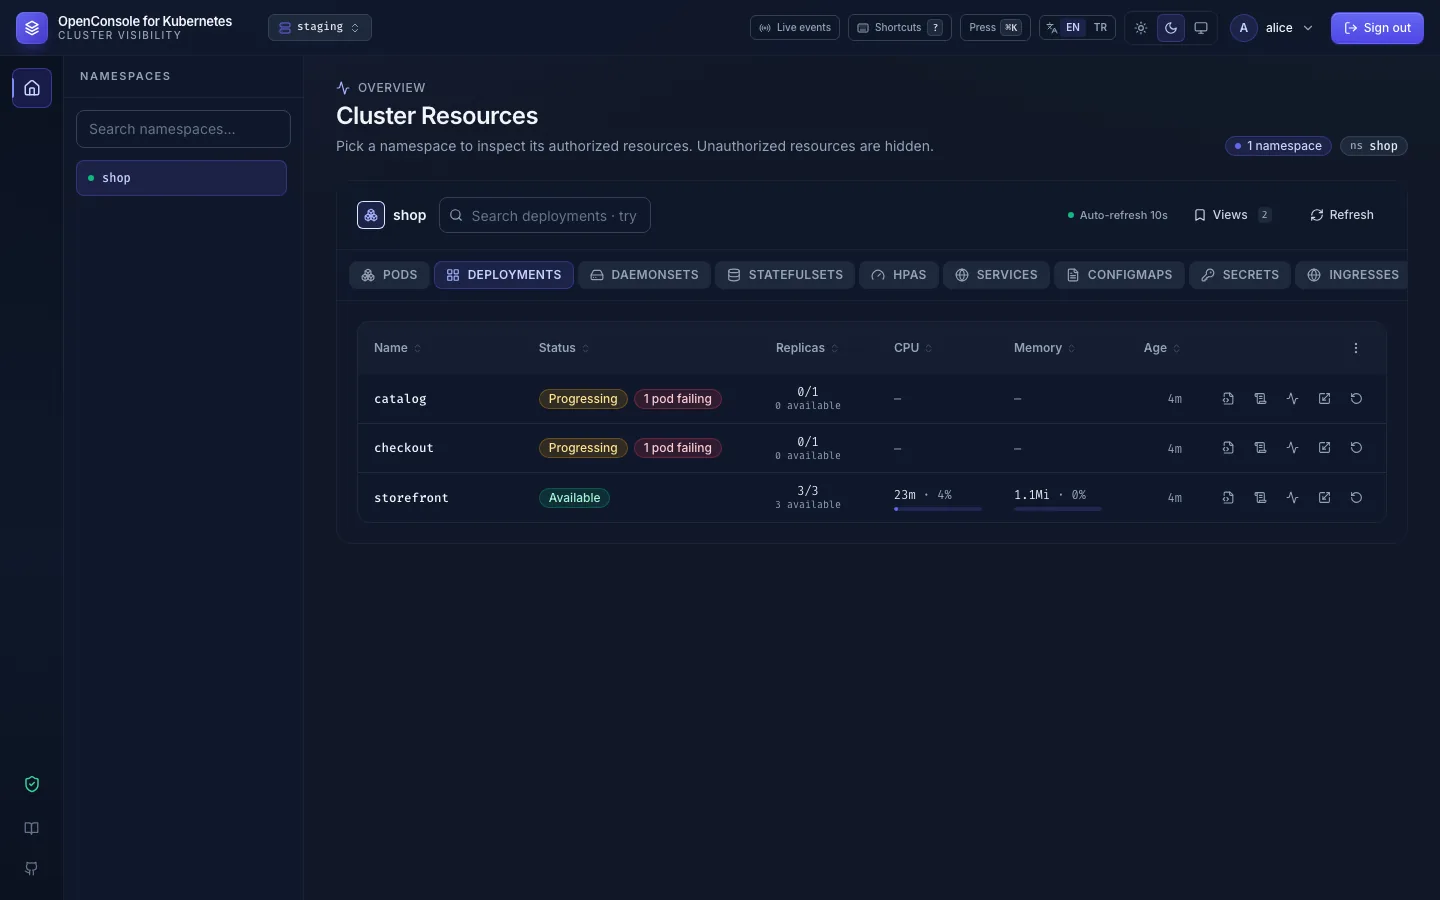 OpenConsole for Kubernetes
CLUSTER VISIBILITY
staging
Live events
Shortcuts ?
Press ⌘K
EN TR
A alice
Sign out
NAMESPACES
Search namespaces...
shop
OVERVIEW
Cluster Resources
Pick a namespace to inspect its authorized resources. Unauthorized resources are hidden.
1 namespace
ns shop
shop
Search deployments · try
Auto-refresh 10s
Views 2
Refresh
PODS DEPLOYMENTS DAEMONSETS STATEFULSETS HPAS SERVICES CONFIGMAPS SECRETS INGRESSES
Name Status Replicas CPU Memory Age
catalog Progressing 1 pod failing 0/1 — — 4m
0 available
checkout Progressing 1 pod failing 0/1 — — 4m
0 available
storefront Available 3/3 23m · 4% 1.1Mi · 0% 4m
3 available